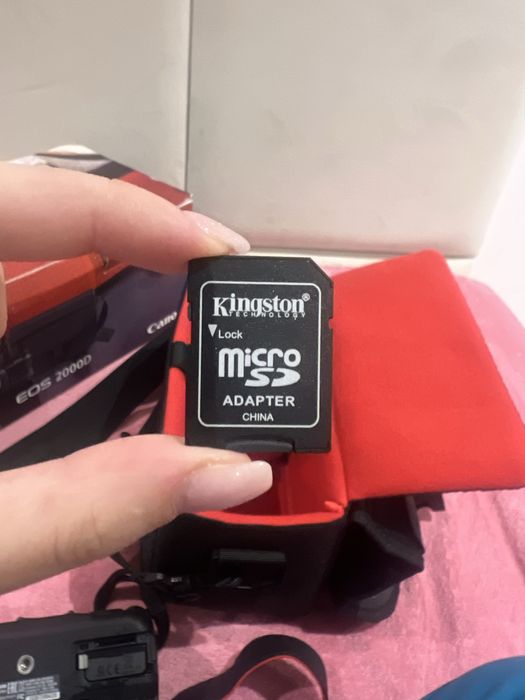 Kingston®
TECHNOLOGY
Lock
micro
SD
ADAPTER
CHINA
Canon
EOS 2000D